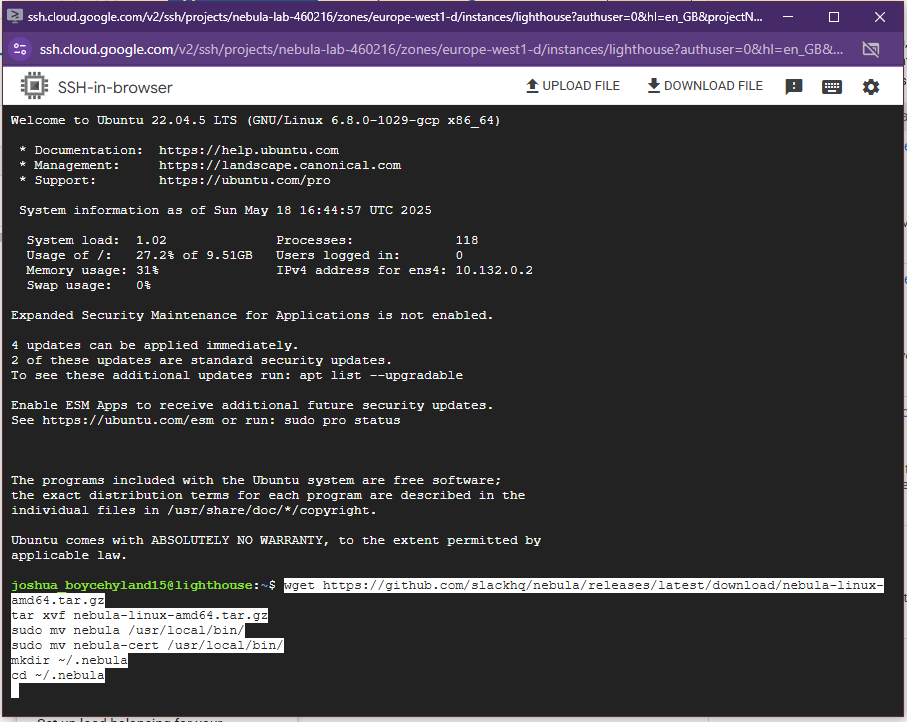 ssh.cloud.google.com/v2/ssh/projects/nebula-lab-460216/zones/europe-west1-d/instances/lighthouse?authuser=0&hl=en_GB&projectN...
ssh.cloud.google.com/v2/ssh/projects/nebula-lab-460216/zones/europe-west1-d/instances/lighthouse?authuser=0&hl=en_GB&...
SSH-in-browser
UPLOAD FILE
DOWNLOAD FILE
Welcome to Ubuntu 22.04.5 LTS (GNU/Linux 6.8.0-1029-gcp x86_64)
* Documentation:  https://help.ubuntu.com
* Management:     https://landscape.canonical.com
* Support:        https://ubuntu.com/pro
System information as of Sun May 18 16:44:57 UTC 2025
System load:  1.02              Processes:             118
Usage of /:   27.2% of 9.51GB   Users logged in:       0
Memory usage: 31%               IPv4 address for ens4: 10.132.0.2
Swap usage:   0%
Expanded Security Maintenance for Applications is not enabled.
4 updates can be applied immediately.
2 of these updates are standard security updates.
To see these additional updates run: apt list --upgradable
Enable ESM Apps to receive additional future security updates.
See https://ubuntu.com/esm or run: sudo pro status
The programs included with the Ubuntu system are free software;
the exact distribution terms for each program are described in the
individual files in /usr/share/doc/*/copyright.
Ubuntu comes with ABSOLUTELY NO WARRANTY, to the extent permitted by
applicable law.
joshua_boycehyland15@lighthouse:~$ wget https://github.com/slackhq/nebula/releases/latest/download/nebula-linux-
amd64.tar.gz
tar xvf nebula-linux-amd64.tar.gz
sudo mv nebula /usr/local/bin/
sudo mv nebula-cert /usr/local/bin/
mkdir ~/.nebula
cd ~/.nebula